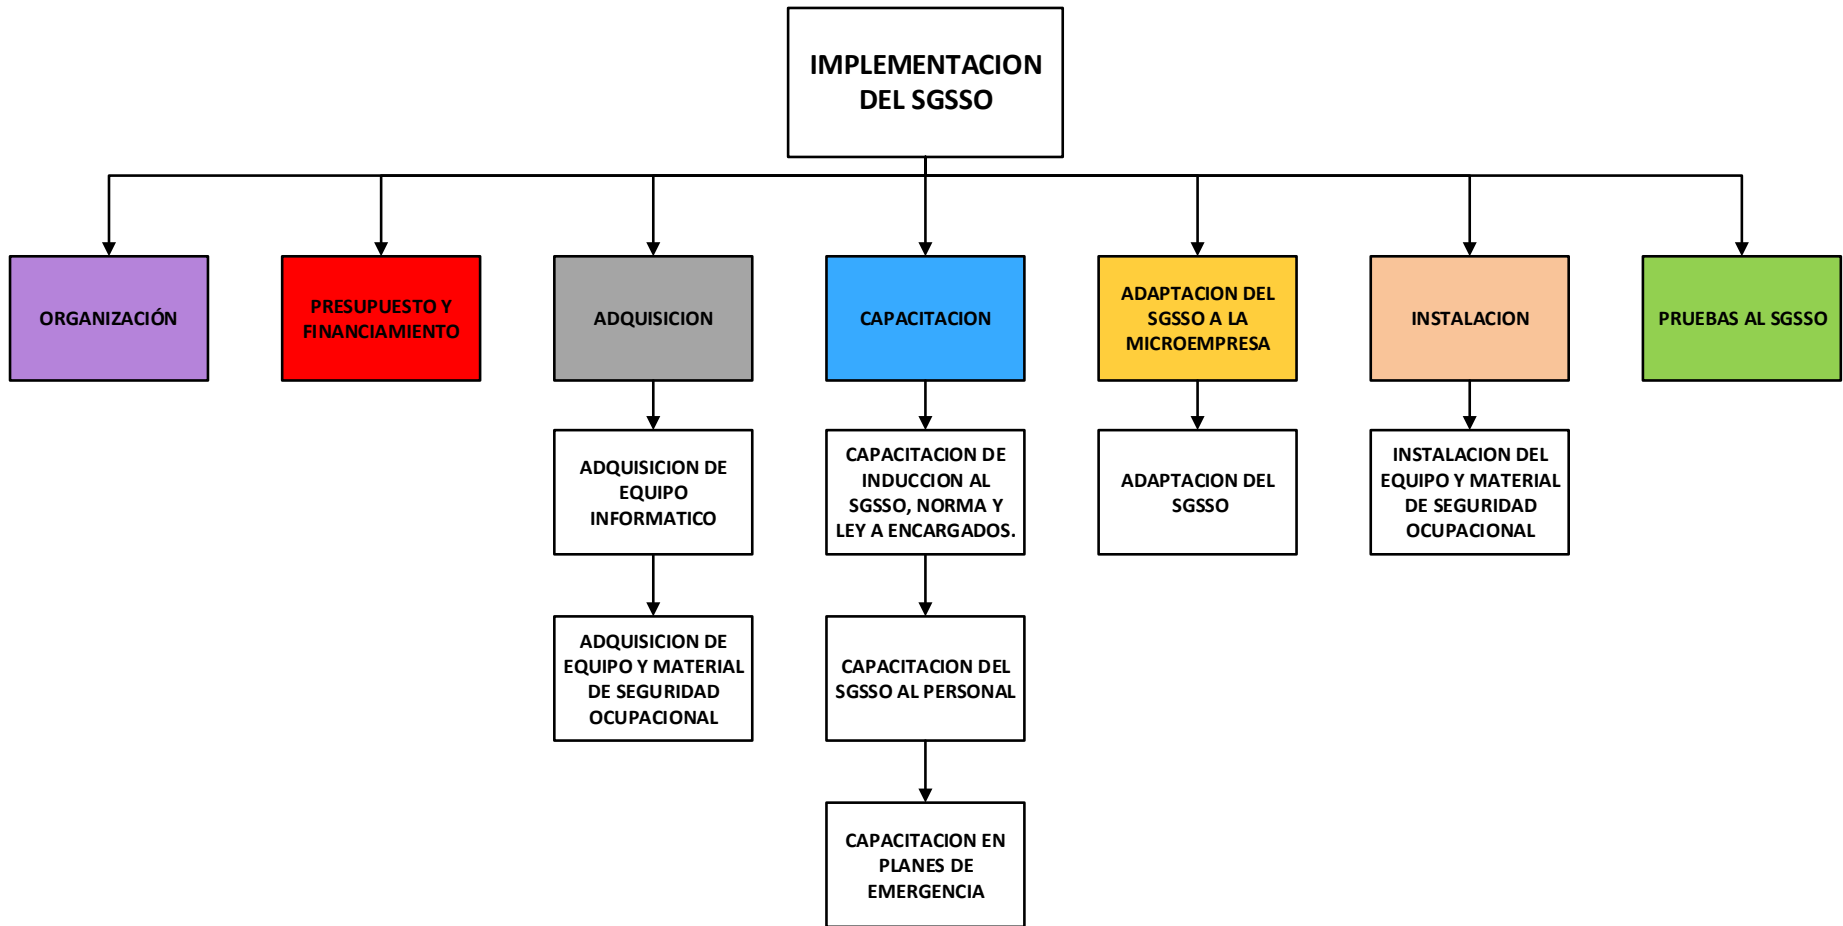 IMPLEMENTACION
DEL SGSSO
ORGANIZACIÓN
PRESUPUESTO Y
FINANCIAMIENTO
ADQUISICION
CAPACITACION
ADAPTACION DEL
SGSSO A LA
MICROEMPRESA
INSTALACION
PRUEBAS AL SGSSO
ADQUISICION DE
EQUIPO
INFORMATICO
CAPACITACION DE
INDUCCION AL
SGSSO, NORMA Y
LEY A ENCARGADOS.
ADAPTACION DEL
SGSSO
INSTALACION DEL
EQUIPO Y MATERIAL
DE SEGURIDAD
OCUPACIONAL
ADQUISICION DE
EQUIPO Y MATERIAL
DE SEGURIDAD
OCUPACIONAL
CAPACITACION DEL
SGSSO AL PERSONAL
CAPACITACION EN
PLANES DE
EMERGENCIA